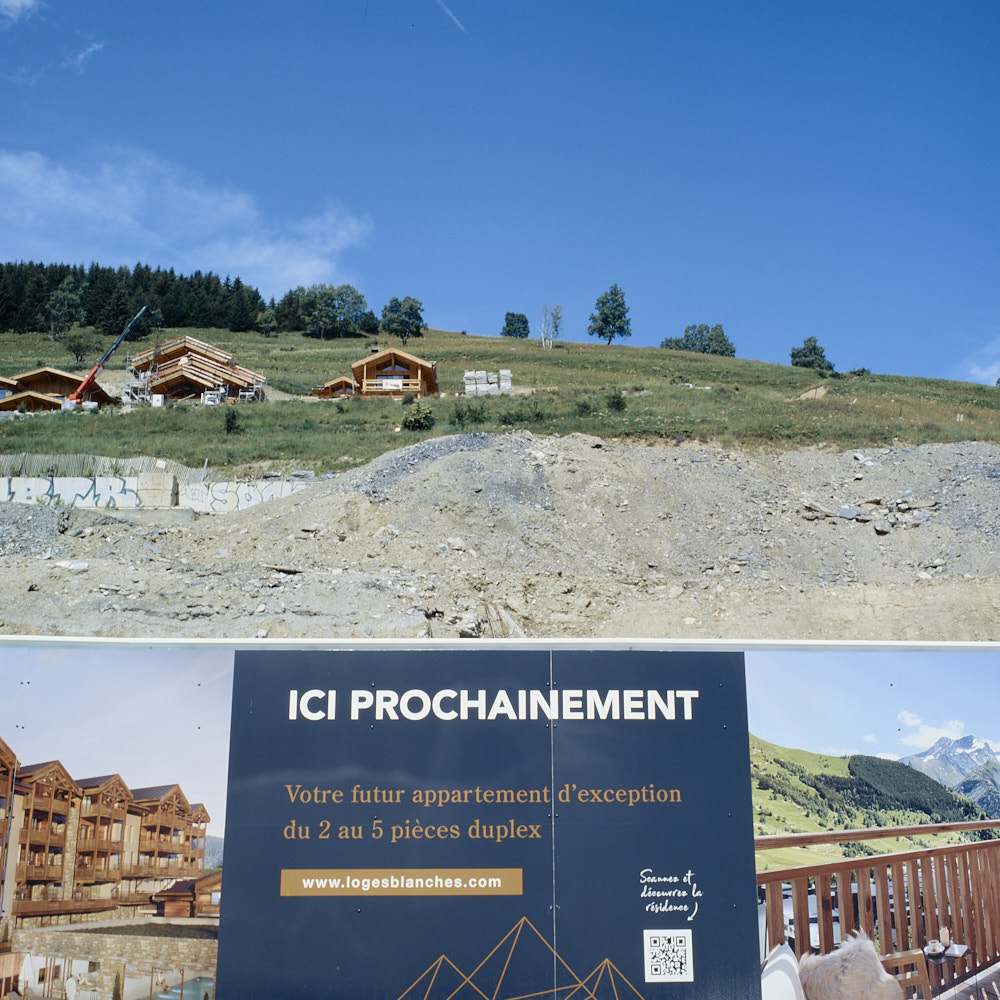 ICI PROCHAINEMENT
Votre futur appartement d'exception
du 2 au 5 pièces duplex
www.logesblanches.com
Scannez et
découvrez la
résidence